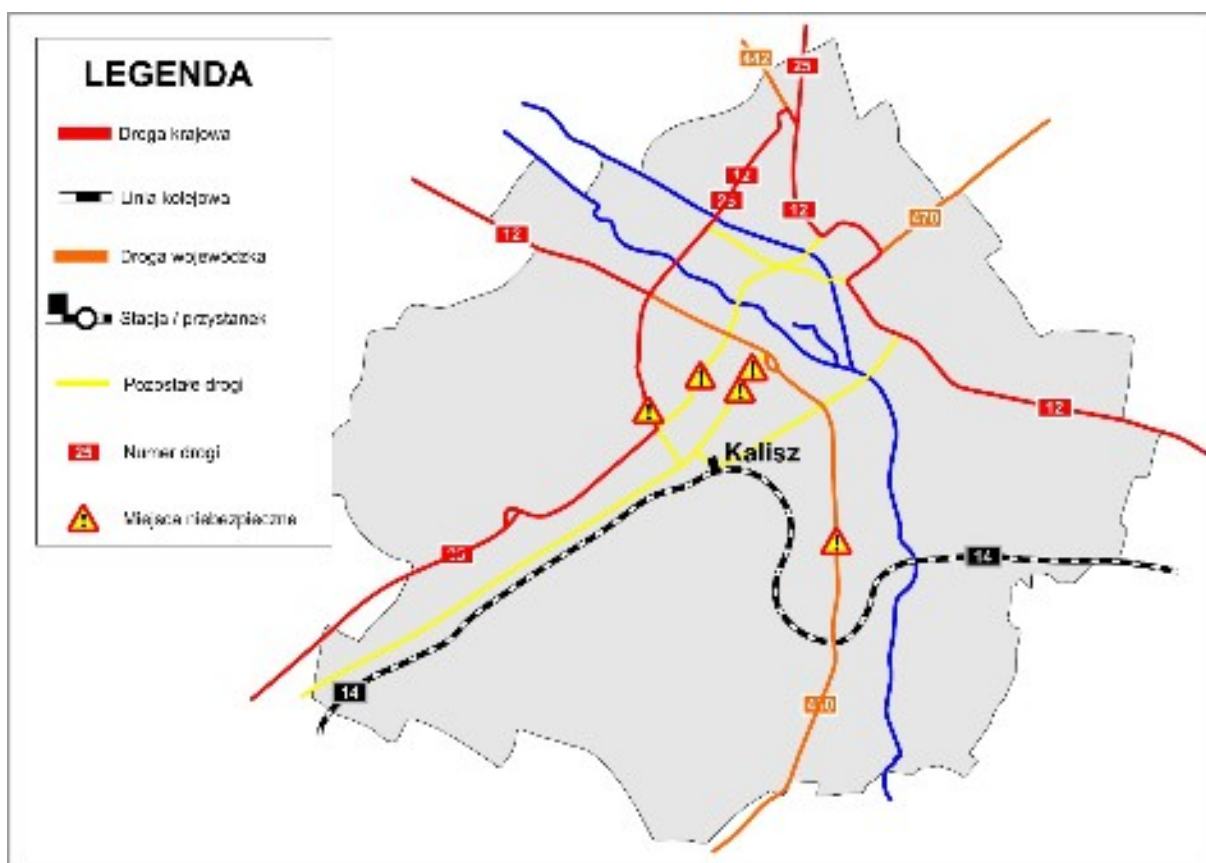 LEGENDA
Droga krajowa
Linia kolejowa
Droga wojewódzka
Stacja / przystanek
Pozostałe drogi
25
Numer drogi
Miejsce niebezpieczne
442
25
12
25
12
470
12
Kalisz
12
25
14
14
470